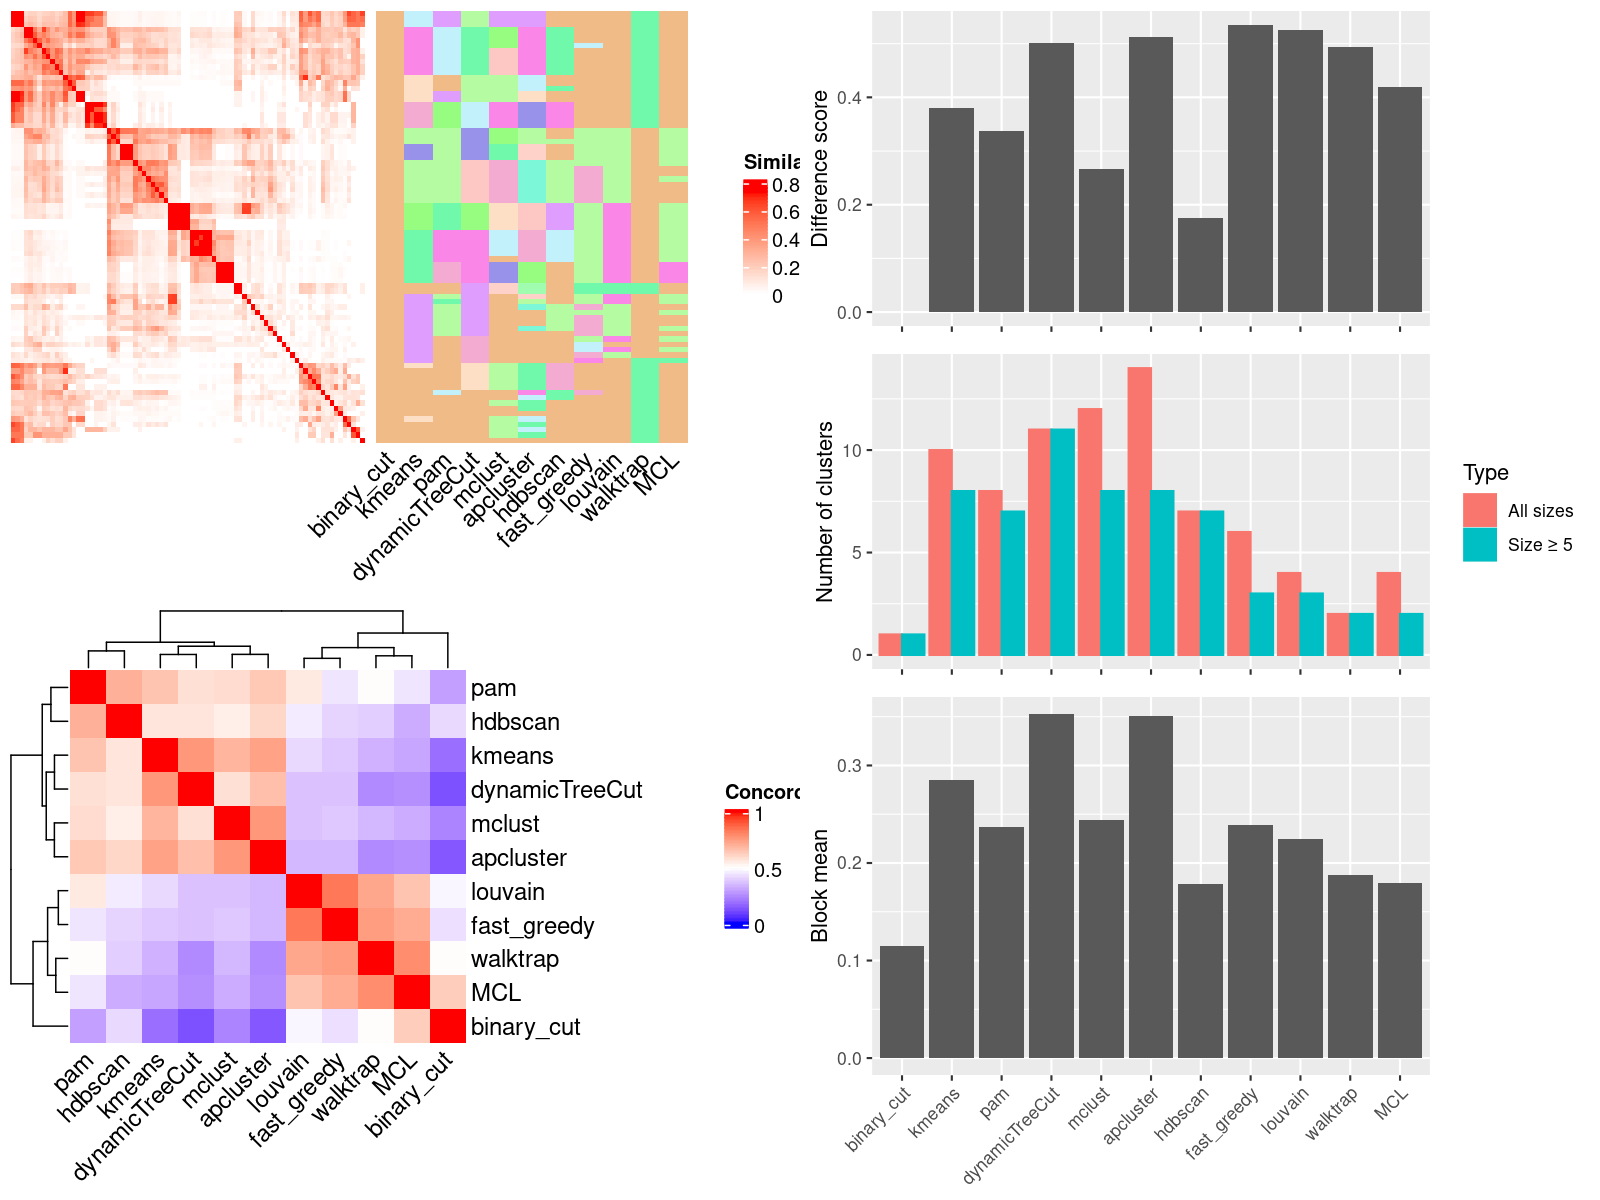 Simila
0.8
0.6
0.4
0.2
0
binary_cut
kmeans
pam
dynamicTreeCut
mclust
apcluster
hdbscan
fast_greedy
louvain
walktrap
MCL
pam
hdbscan
kmeans
dynamicTreeCut
mclust
apcluster
louvain
fast_greedy
walktrap
MCL
binary_cut
pam
hdbscan
kmeans
dynamicTreeCut
mclust
apcluster
louvain
fast_greedy
walktrap
MCL
binary_cut
Concorc
1
0.5
0
Difference score
0.4
0.2
0.0
Number of clusters
10
5
0
Type
All sizes
Size ≥ 5
Block mean
0.3
0.2
0.1
0.0
binary_cut
kmeans
pam
dynamicTreeCut
mclust
apcluster
hdbscan
fast_greedy
louvain
walktrap
MCL